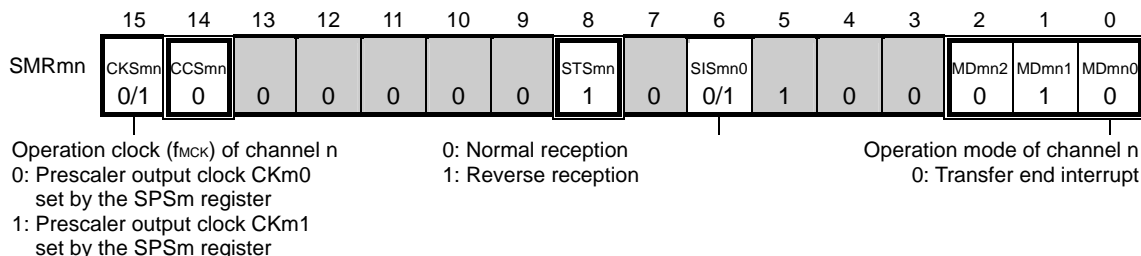 15 14 13 12 11 10 9 8 7 6 5 4 3 2 1 0
SMRmn CKSmn CCSmn STSmn SISmn0 MDmn2 MDmn1 MDmn0
0/1 0 0 0 0 0 0 1 0 0/1 1 0 0 0 1 0
Operation clock (fMCK) of channel n
0: Prescaler output clock CKm0
set by the SPSm register
1: Prescaler output clock CKm1
set by the SPSm register
0: Normal reception
1: Reverse reception
Operation mode of channel n
0: Transfer end interrupt